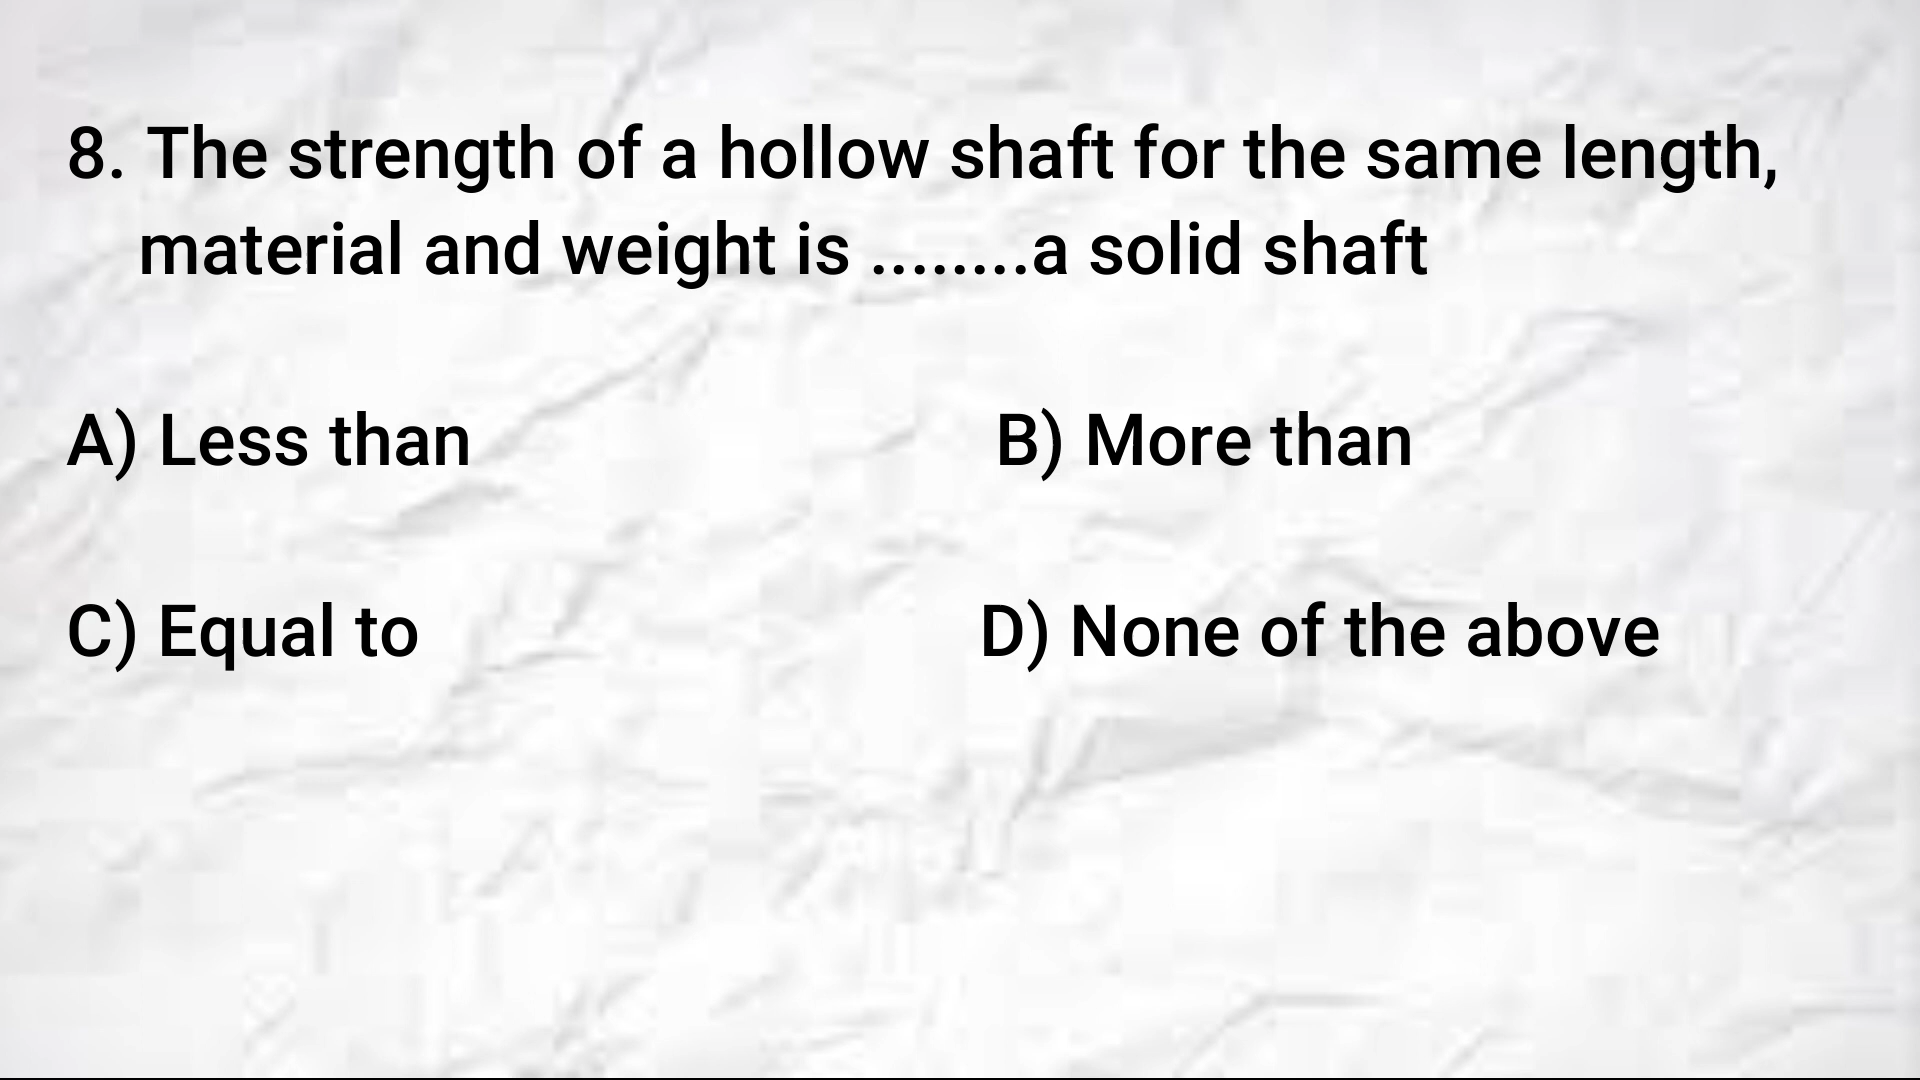 8. The strength of a hollow shaft for the same length,
material and weight is ........a solid shaft
A) Less than B) More than
C) Equal to D) None of the above